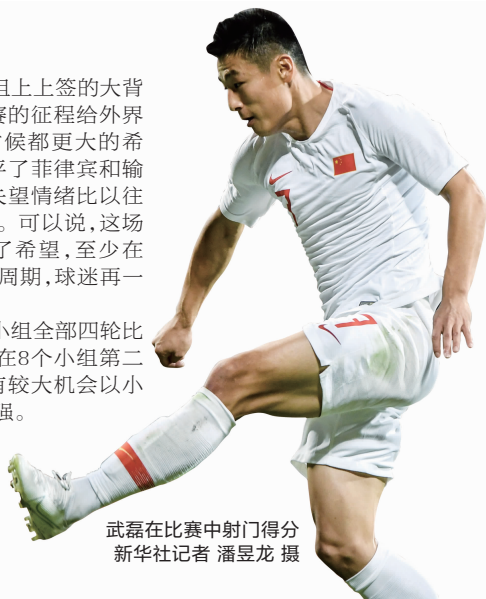 组上上签的大背
赛的征程给外界
时候都更大的希
平了菲律宾和输
失望情绪比以往
。可以说,这场
了希望,至少在
周期,球迷再一
小组全部四轮比
在8个小组第二
有较大机会以小
强。
7
7
武磊在比赛中射门得分
新华社记者 潘昱龙 摄